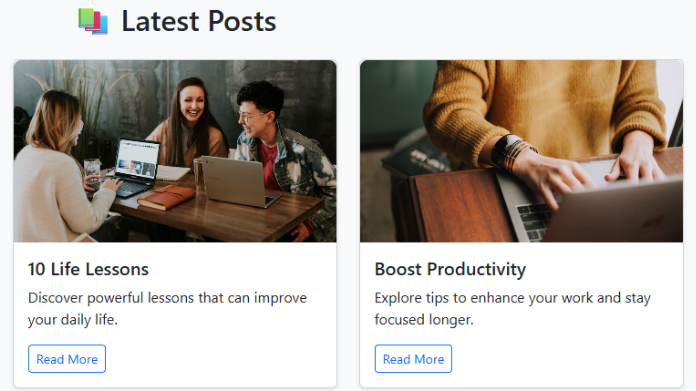 📚 Latest Posts
10 Life Lessons
Discover powerful lessons that can improve
your daily life.
Read More
Boost Productivity
Explore tips to enhance your work and stay
focused longer.
Read More